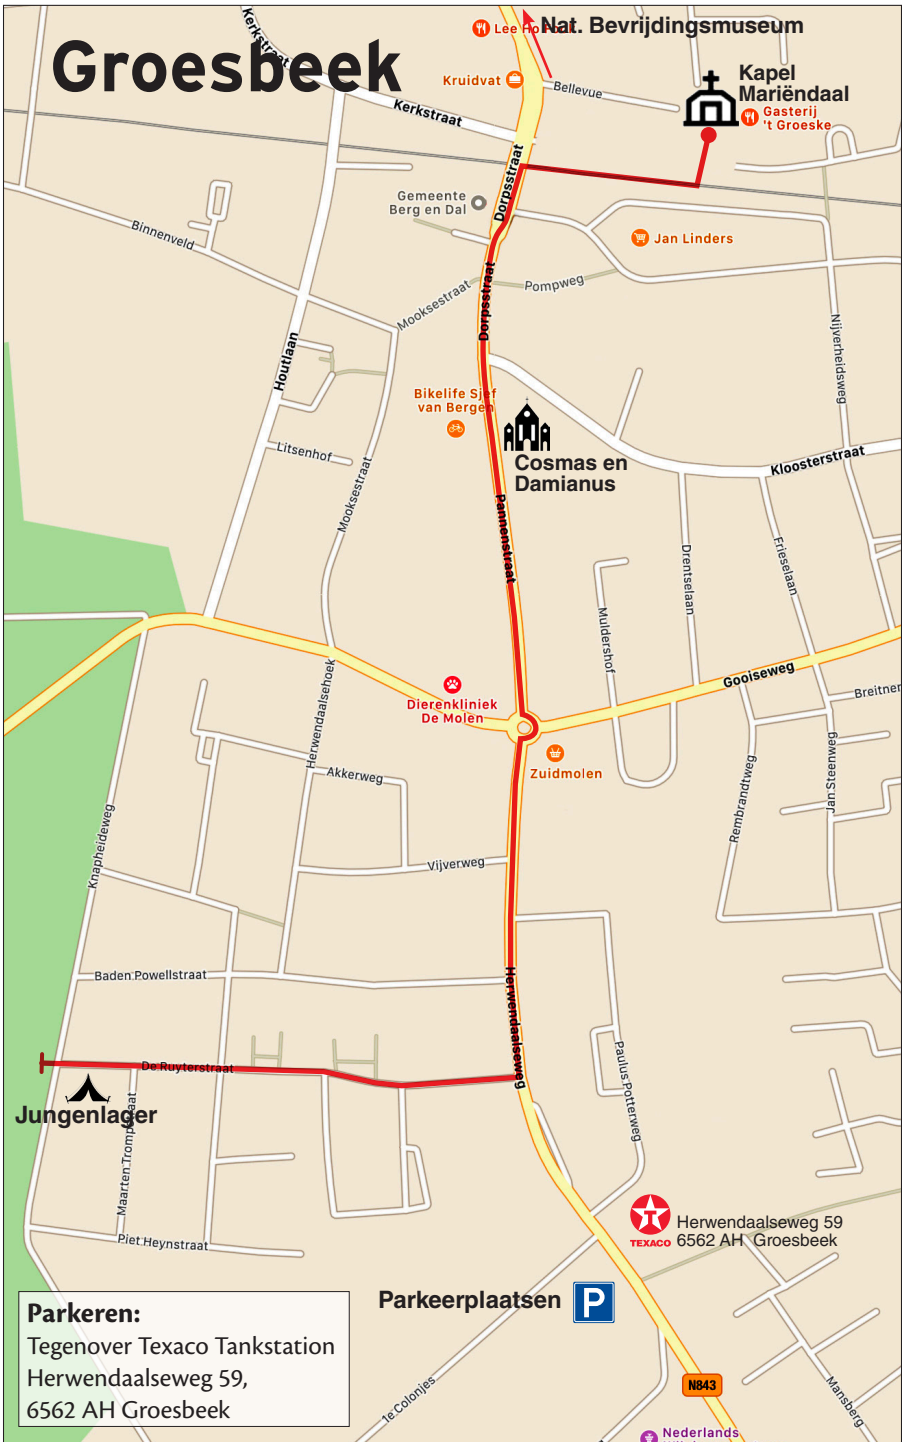 Groesbeek
Kerkstraat
Lee Ho
Nat. Bevrijdingsmuseum
Kruidvat
Bellevue
Kapel
Mariëndaal
Gasterij
't Groeske
Kerkstraat
Dorpsstraat
Gemeente
Berg en Dal
Binnenveld
Jan Linders
Dorpsstraat
Mooksestraat
Pompweg
Nijverheidsweg
Houtlaan
Bikelife Sjef
van Bergen
Cosmas en
Damianus
Litsenhof
Mooksestraat
Kloosterstraat
Pannenstraat
Drentselaan
Frieselaan
Muldershof
Herwendaalsehoek
Gooiseweg
Breitner
Dierenkliniek
De Molen
Zuidmolen
Akkerweg
Rembrandtweg
Jan Steenweg
Knapheideweg
Vijverweg
Baden Powellstraat
Herwendaalseweg
De Ruyterstraat
Paulus Potterweg
Jungenlager
Maarten Trompstraat
Piet Heynstraat
TEXACO
Herwendaalseweg 59
6562 AH Groesbeek
Parkeerplaatsen
P
Parkeren:
Tegenover Texaco Tankstation
Herwendaalseweg 59,
6562 AH Groesbeek
1e Colonjes
N843
Mansberg
Nederlands